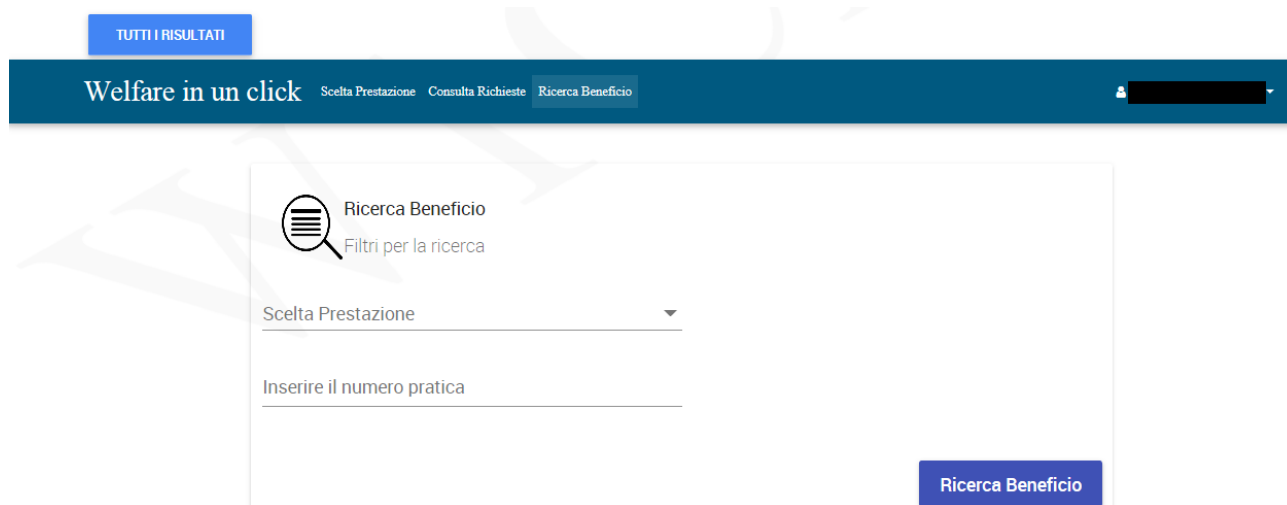 TUTTI I RISULTATI
Welfare in un click Scelta Prestazione Consulta Richieste Ricerca Beneficio
Ricerca Beneficio
Filtri per la ricerca
Scelta Prestazione
Inserire il numero pratica
Ricerca Beneficio